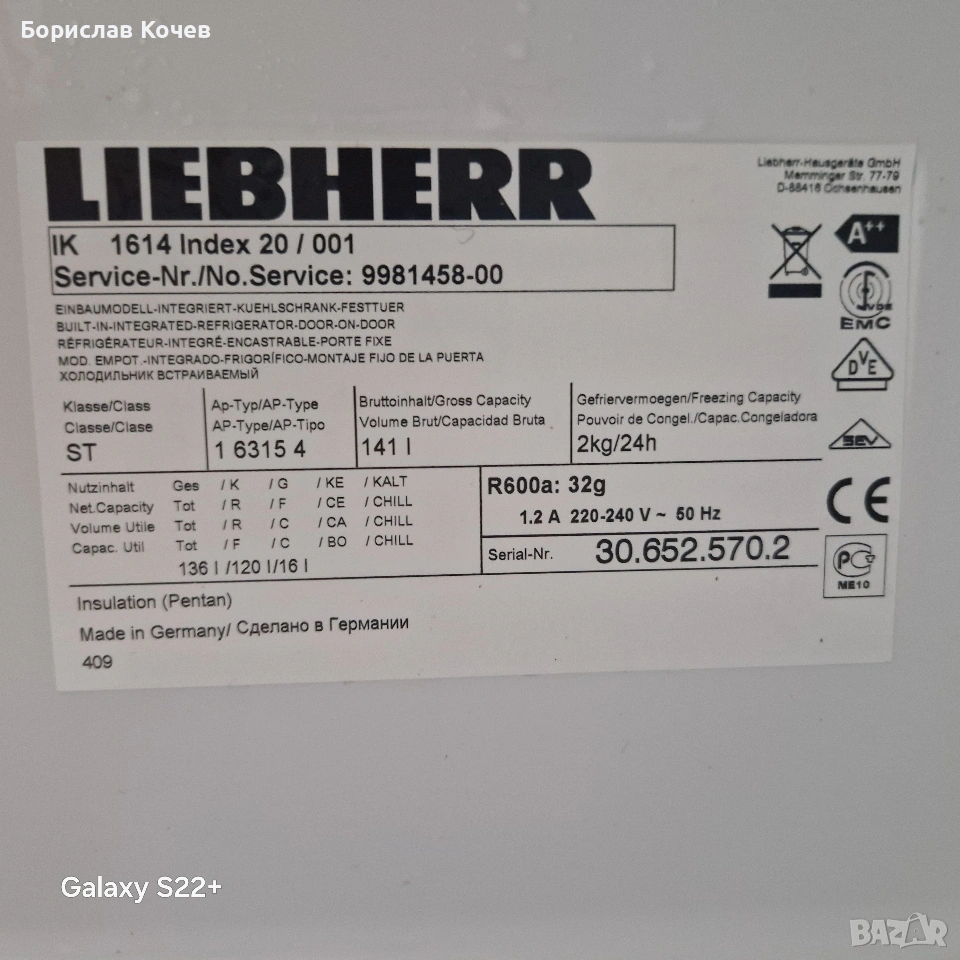 Борислав Кочев
LIEBHERR
Liebherr-Hausgeräte GmbH
Memminger Str. 77-79
D-88416 Ochsenhausen
IK 1614 Index 20 / 001
Service-Nr./No.Service: 9981458-00
A++
VDE
EMC
DVE
SEV
CE
PC
ME10
EINBAUMODELL-INTEGRIERT-KUEHLSCHRANK-FESTTUER
BUILT-IN-INTEGRATED-REFRIGERATOR-DOOR-ON-DOOR
RÉFRIGÉRATEUR-INTEGRÉ-ENCASTRABLE-PORTE FIXE
MOD. EMPOT.-INTEGRADO-FRIGORÍFICO-MONTAJE FIJO DE LA PUERTA
ХОЛОДИЛЬНИК ВСТРАИВАЕМЫЙ
Klasse/Class
Classe/Clase
ST
Ap-Typ/AP-Type
AP-Type/AP-Tipo
1 6315 4
Bruttoinhalt/Gross Capacity
Volume Brut/Capacidad Bruta
141 l
Gefriervermoegen/Freezing Capacity
Pouvoir de Congel./Capac.Congeladora
2kg/24h
Nutzinhalt Ges / K / G / KE / KALT
Net.Capacity Tot / R / F / CE / CHILL
Volume Utile Tot / R / C / CA / CHILL
Capac. Util Tot / F / C / BO / CHILL
136 l /120 l/16 l
R600a: 32g
1.2 A 220-240 V ~ 50 Hz
Serial-Nr. 30.652.570.2
Insulation (Pentan)
Made in Germany/ Сделано в Германии
409
Galaxy S22+
BAZAR